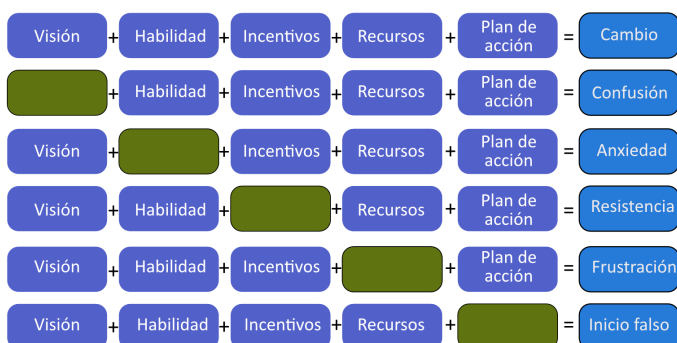 Visión + Habilidad + Incentivos + Recursos + Plan de acción = Cambio
+ Habilidad + Incentivos + Recursos + Plan de acción = Confusión
Visión + + Incentivos + Recursos + Plan de acción = Anxiedad
Visión + Habilidad + + Recursos + Plan de acción = Resistencia
Visión + Habilidad + Incentivos + + Plan de acción = Frustración
Visión + Habilidad + Incentivos + Recursos + = Inicio falso